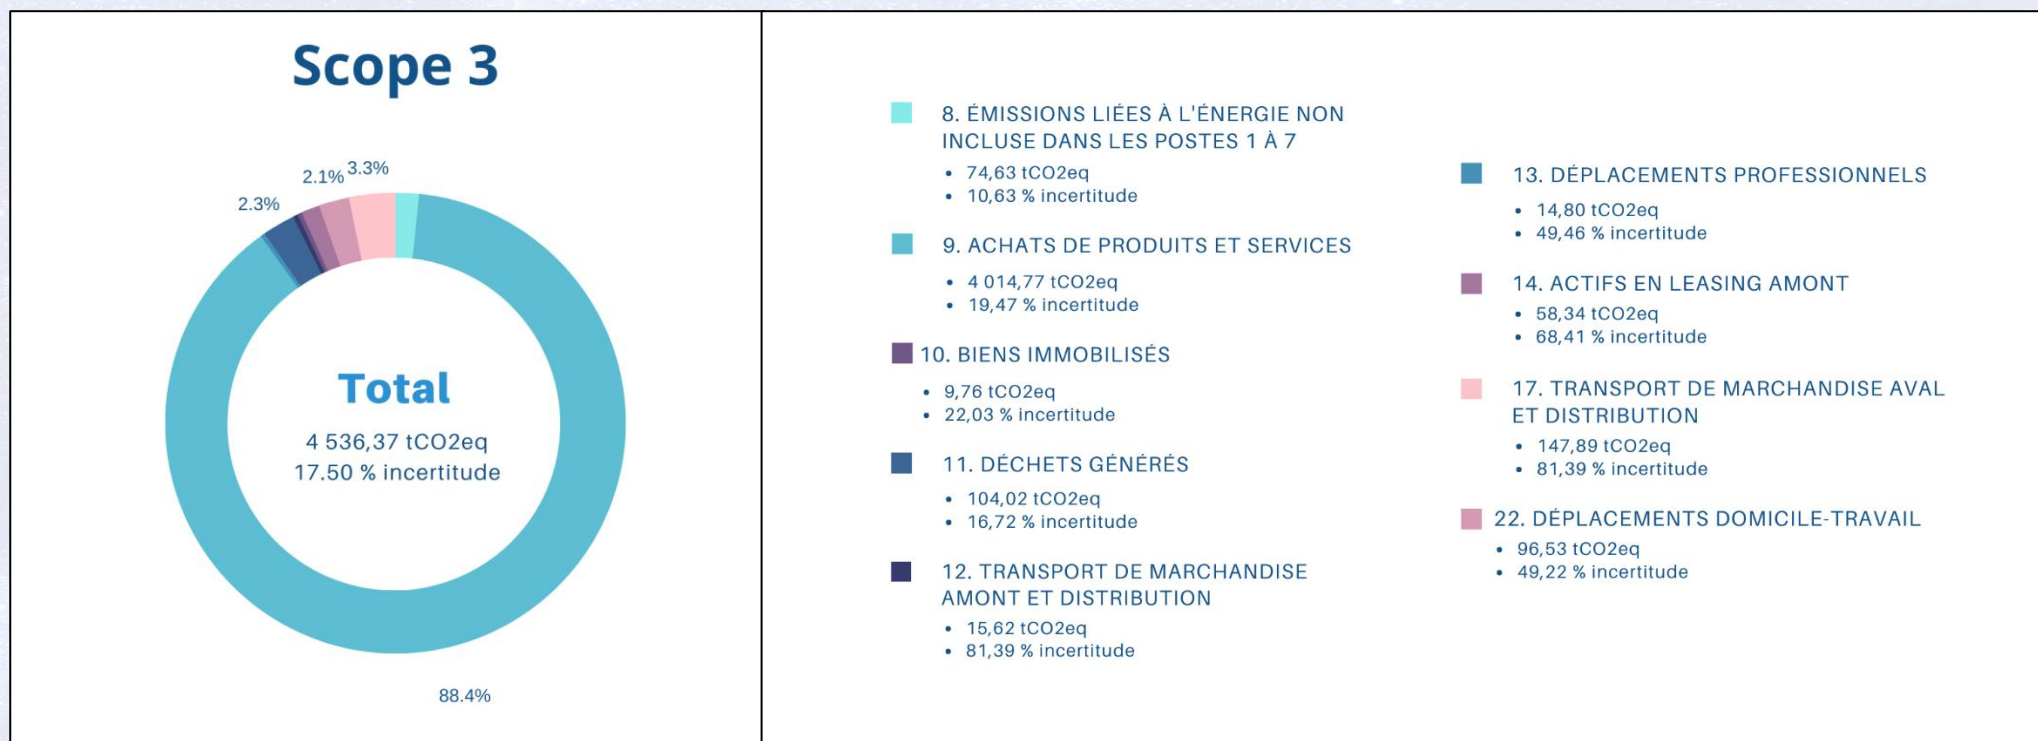 Scope 3
2.3%
2.1%
3.3%
Total
4 536,37 tCO2eq
17.50 % incertitude
88.4%
8. ÉMISSIONS LIÉES À L'ÉNERGIE NON
INCLUSE DANS LES POSTES 1 À 7
• 74,63 tCO2eq
• 10,63 % incertitude
9. ACHATS DE PRODUITS ET SERVICES
• 4 014,77 tCO2eq
• 19,47 % incertitude
10. BIENS IMMOBILISÉS
• 9,76 tCO2eq
• 22,03 % incertitude
11. DÉCHETS GÉNÉRÉS
• 104,02 tCO2eq
• 16,72 % incertitude
12. TRANSPORT DE MARCHANDISE
AMONT ET DISTRIBUTION
• 15,62 tCO2eq
• 81,39 % incertitude
13. DÉPLACEMENTS PROFESSIONNELS
• 14,80 tCO2eq
• 49,46 % incertitude
14. ACTIFS EN LEASING AMONT
• 58,34 tCO2eq
• 68,41 % incertitude
17. TRANSPORT DE MARCHANDISE AVAL
ET DISTRIBUTION
• 147,89 tCO2eq
• 81,39 % incertitude
22. DÉPLACEMENTS DOMICILE-TRAVAIL
• 96,53 tCO2eq
• 49,22 % incertitude